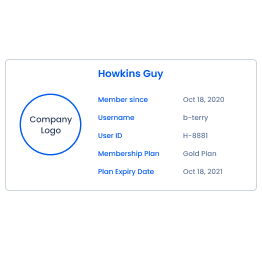 Howkins Guy
Company
Logo
Member since Oct 18, 2020
Username b-terry
User ID H-8881
Membership Plan Gold Plan
Plan Expiry Date Oct 18, 2021